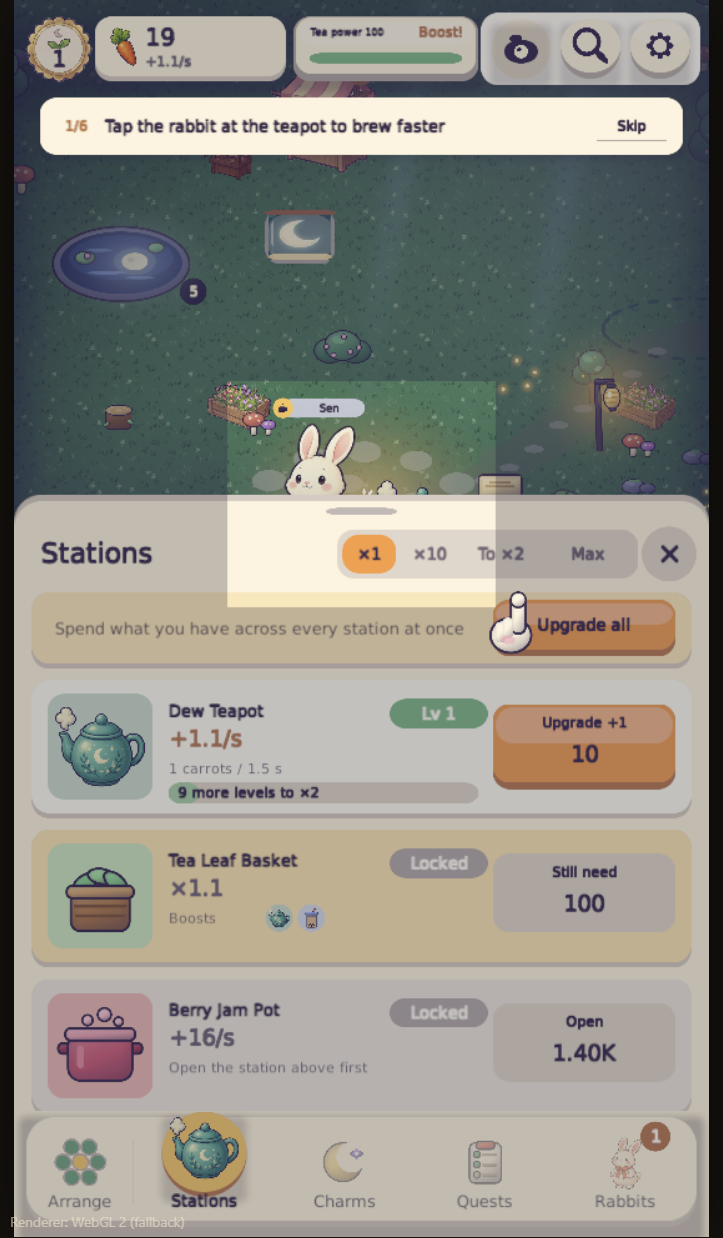 1
19
+1.1/s
Tea power 100 Boost!
1/6 Tap the rabbit at the teapot to brew faster Skip
5
Sen
Stations ×1 ×10 To ×2 Max
Spend what you have across every station at once Upgrade all
Dew Teapot Lv 1 Upgrade +1
+1.1/s 10
1 carrots / 1.5 s
9 more levels to ×2
Tea Leaf Basket Locked Still need
×1.1 100
Boosts
Berry Jam Pot Locked Open
+16/s 1.40K
Open the station above first
1
Arrange Stations Charms Quests Rabbits
Renderer: WebGL 2 (fallback)